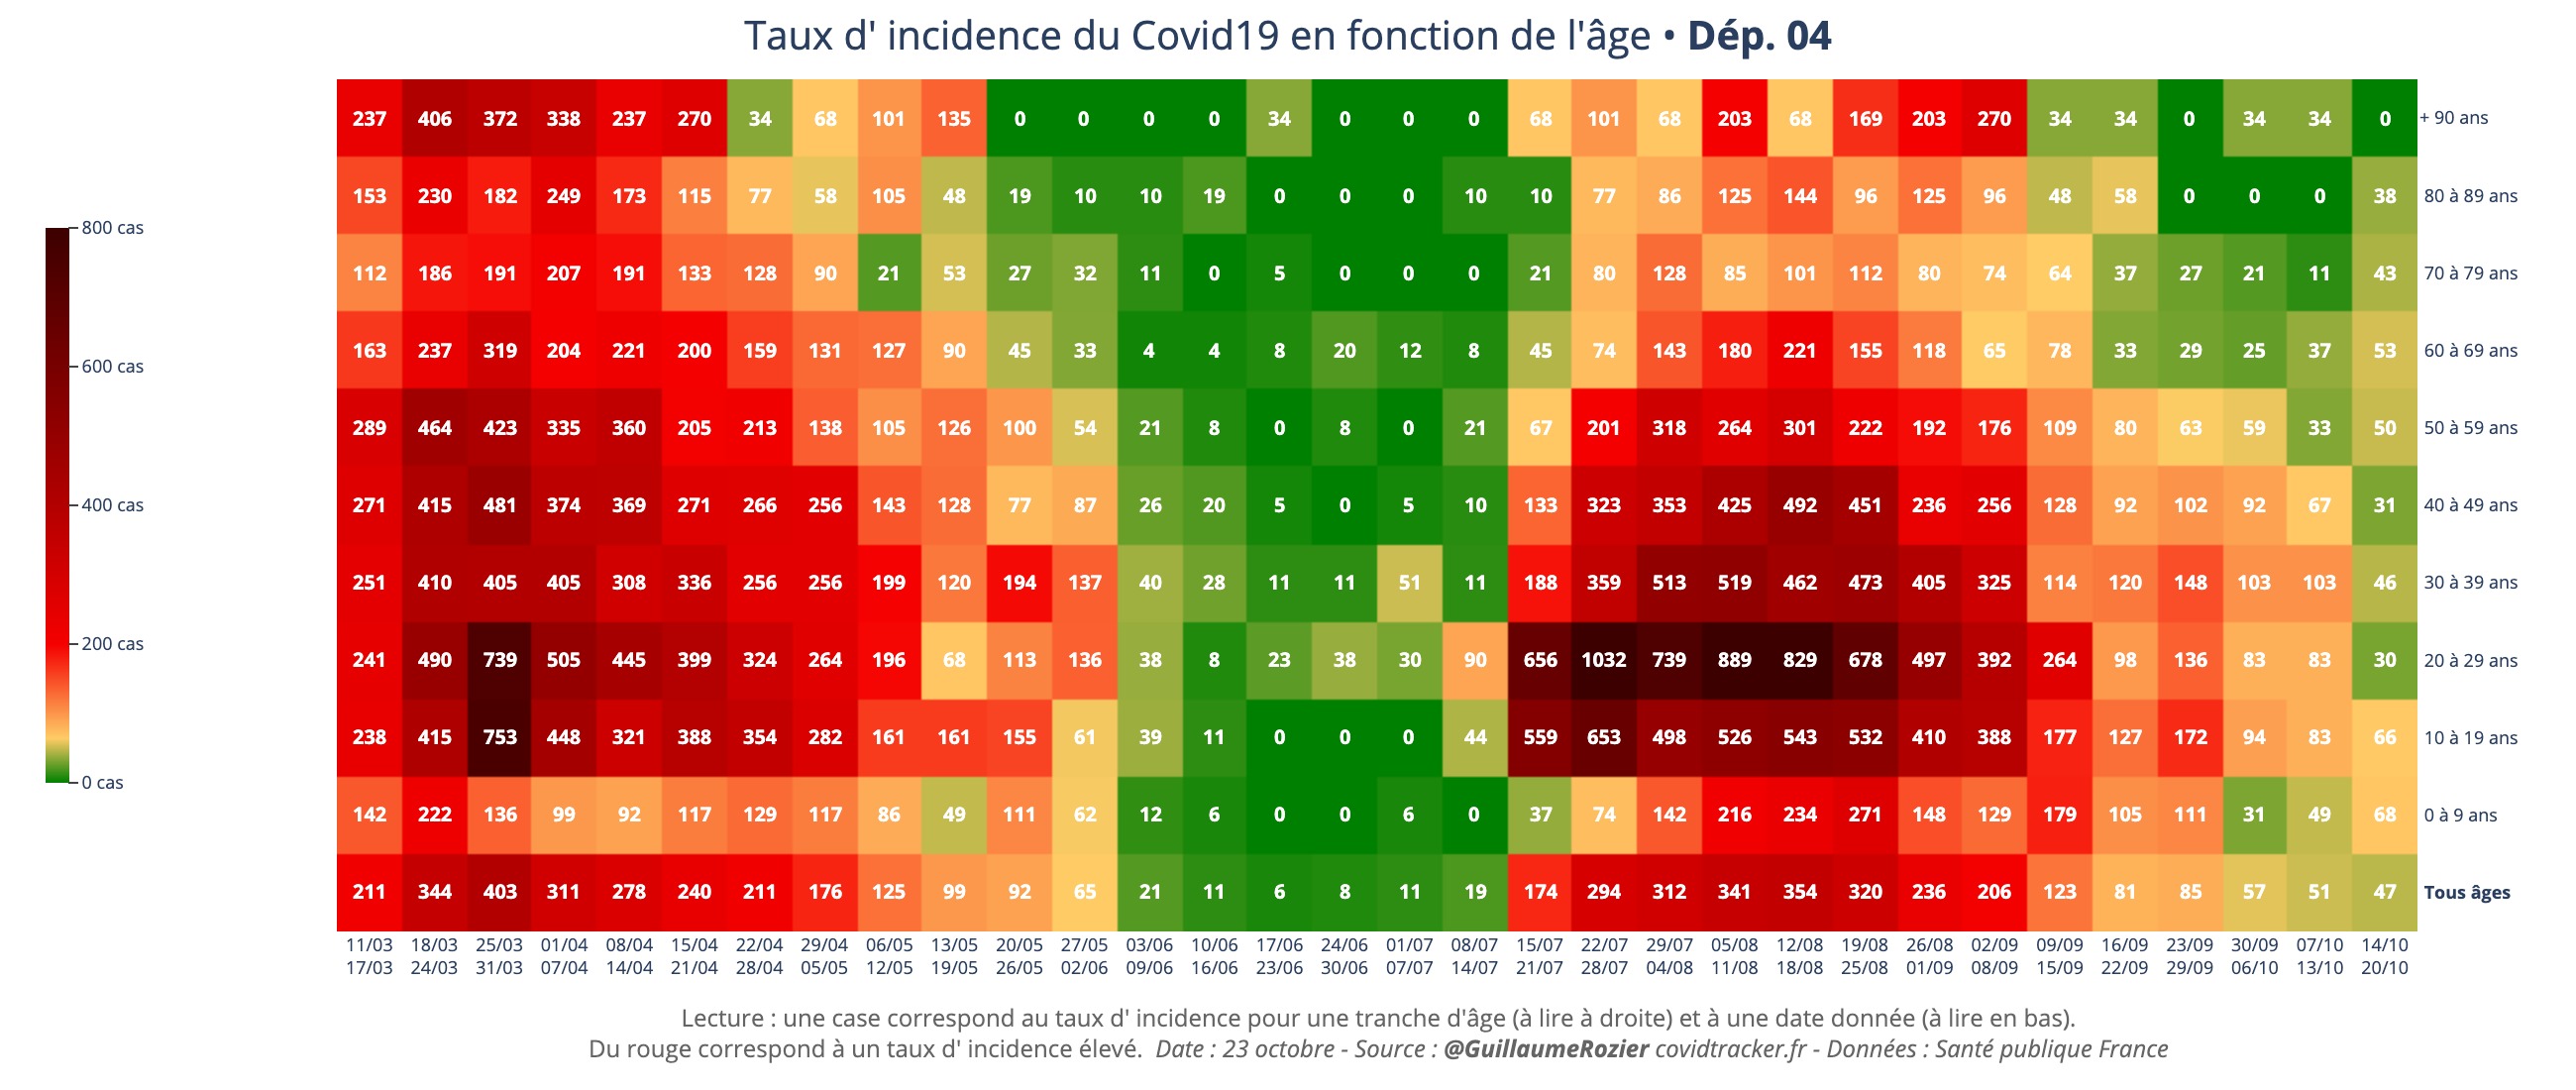 Taux d' incidence du Covid19 en fonction de l'âge • Dép. 04
800 cas
600 cas
400 cas
200 cas
0 cas
237 406 372 338 237 270 34 68 101 135 0 0 0 0 34 0 0 0 68 101 68 203 68 169 203 270 34 34 0 34 34 0 + 90 ans
153 230 182 249 173 115 77 58 105 48 19 10 10 19 0 0 0 10 10 77 86 125 144 96 125 96 48 58 0 0 0 38 80 à 89 ans
112 186 191 207 191 133 128 90 21 53 27 32 11 0 5 0 0 0 21 80 128 85 101 112 80 74 64 37 27 21 11 43 70 à 79 ans
163 237 319 204 221 200 159 131 127 90 45 33 4 4 8 20 12 8 45 74 143 180 221 155 118 65 78 33 29 25 37 53 60 à 69 ans
289 464 423 335 360 205 213 138 105 126 100 54 21 8 0 8 0 21 67 201 318 264 301 222 192 176 109 80 63 59 33 50 50 à 59 ans
271 415 481 374 369 271 266 256 143 128 77 87 26 20 5 0 5 10 133 323 353 425 492 451 236 256 128 92 102 92 67 31 40 à 49 ans
251 410 405 405 308 336 256 256 199 120 194 137 40 28 11 11 51 11 188 359 513 519 462 473 405 325 114 120 148 103 103 46 30 à 39 ans
241 490 739 505 445 399 324 264 196 68 113 136 38 8 23 38 30 90 656 1032 739 889 829 678 497 392 264 98 136 83 83 30 20 à 29 ans
238 415 753 448 321 388 354 282 161 161 155 61 39 11 0 0 0 44 559 653 498 526 543 532 410 388 177 127 172 94 83 66 10 à 19 ans
142 222 136 99 92 117 129 117 86 49 111 62 12 6 0 0 6 0 37 74 142 216 234 271 148 129 179 105 111 31 49 68 0 à 9 ans
211 344 403 311 278 240 211 176 125 99 92 65 21 11 6 8 11 19 174 294 312 341 354 320 236 206 123 81 85 57 51 47 Tous âges
11/03 18/03 25/03 01/04 08/04 15/04 22/04 29/04 06/05 13/05 20/05 27/05 03/06 10/06 17/06 24/06 01/07 08/07 15/07 22/07 29/07 05/08 12/08 19/08 26/08 02/09 09/09 16/09 23/09 30/09 07/10 14/10
17/03 24/03 31/03 07/04 14/04 21/04 28/04 05/05 12/05 19/05 26/05 02/06 09/06 16/06 23/06 30/06 07/07 14/07 21/07 28/07 04/08 11/08 18/08 25/08 01/09 08/09 15/09 22/09 29/09 06/10 13/10 20/10
Lecture : une case correspond au taux d' incidence pour une tranche d'âge (à lire à droite) et à une date donnée (à lire en bas).
Du rouge correspond à un taux d' incidence élevé. Date : 23 octobre - Source : @GuillaumeRozier covidtracker.fr - Données : Santé publique France